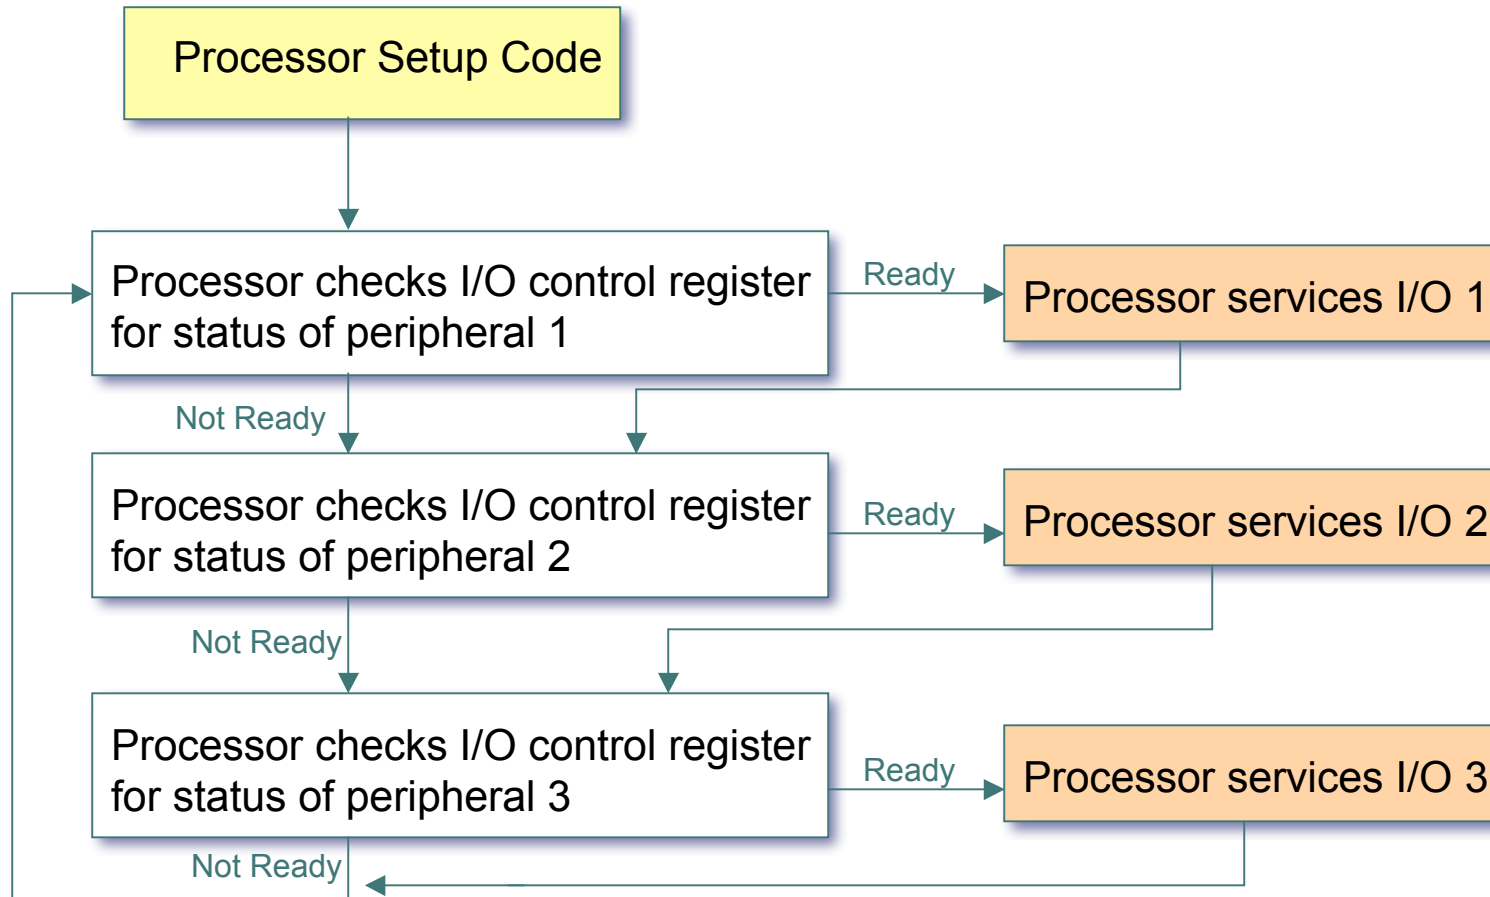 Processor Setup Code
Processor checks I/O control register
for status of peripheral 1
Ready
Processor services I/O 1
Not Ready
Processor checks I/O control register
for status of peripheral 2
Ready
Processor services I/O 2
Not Ready
Processor checks I/O control register
for status of peripheral 3
Ready
Processor services I/O 3
Not Ready